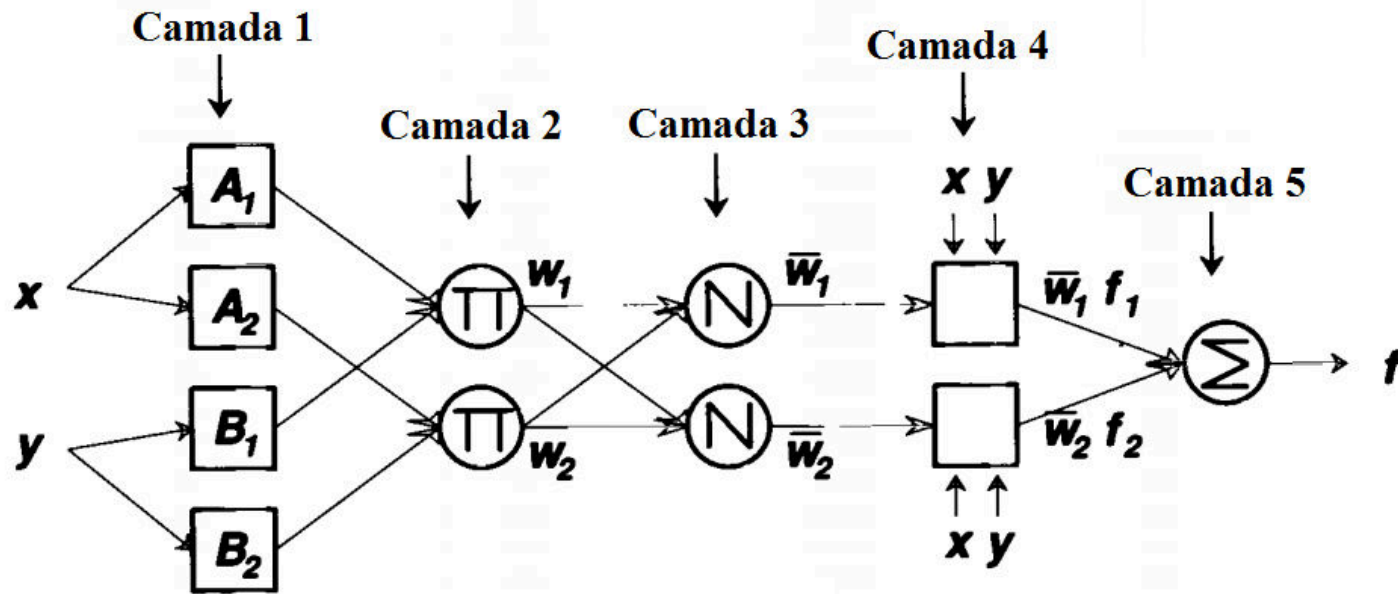 Camada 1
Camada 4
Camada 2
Camada 3
x y
Camada 5
A₁
x
A₂
∏
w₁
N
w̅₁
w̅₁ f₁
Σ
f
y
B₁
∏
w₂
N
w̅₂
w̅₂ f₂
B₂
x y